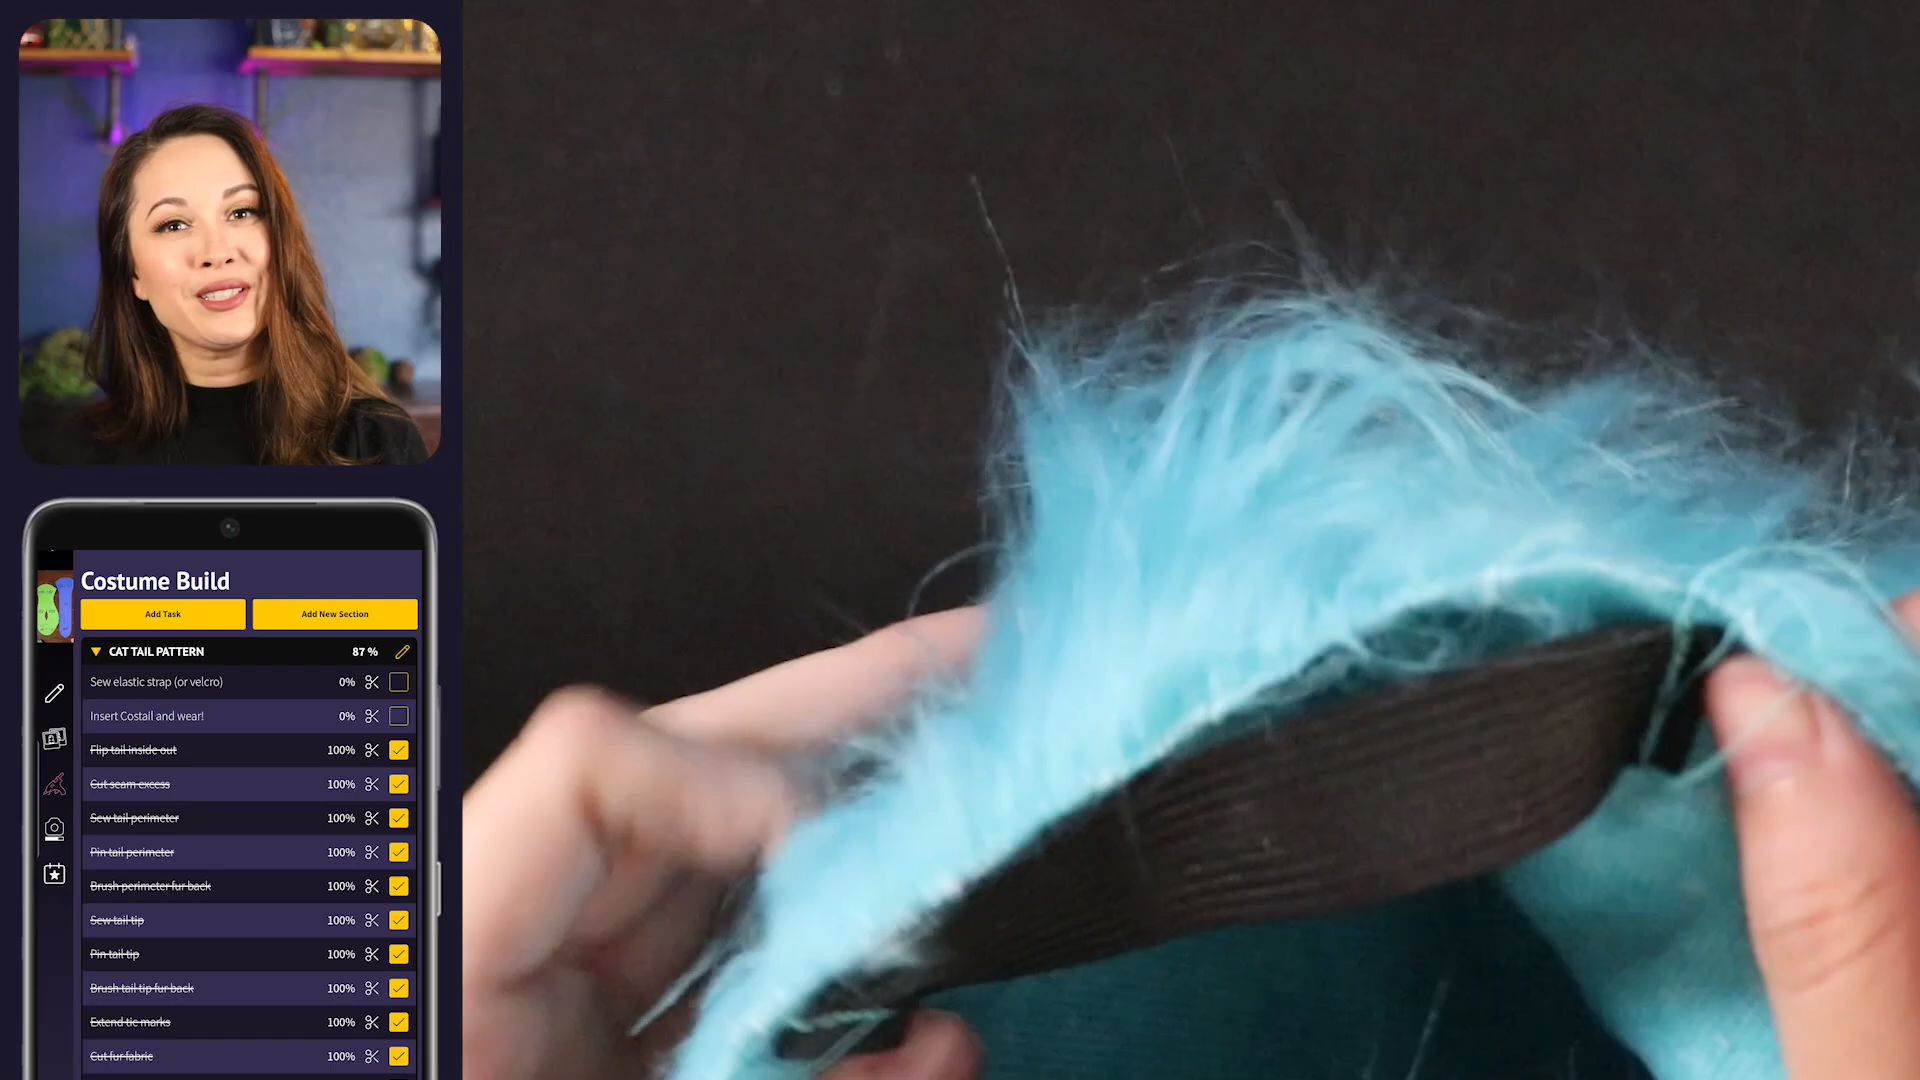 Costume Build
Add Task
Add New Section
CAT TAIL PATTERN 87 %
Sew elastic strap (or velcro) 0%
Insert Costail and wear! 0%
Flip tail inside out 100%
Cut seam excess 100%
Sew tail perimeter 100%
Pin tail perimeter 100%
Brush perimeter fur back 100%
Sew tail tip 100%
Pin tail tip 100%
Brush tail tip fur back 100%
Extend tic marks 100%
Cut fur fabric 100%